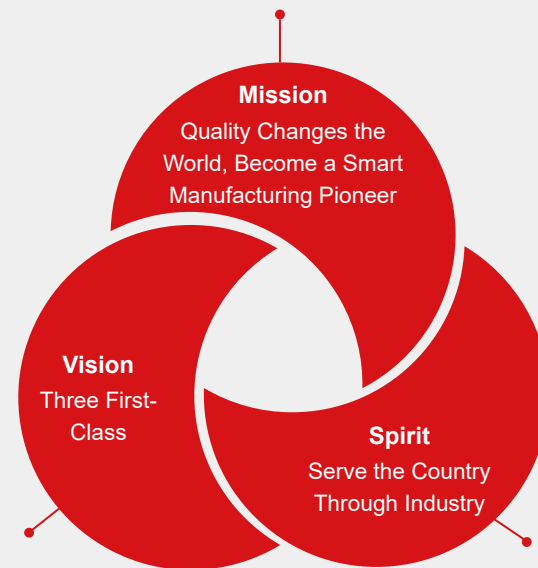 Mission
Quality Changes the
World, Become a Smart
Manufacturing Pioneer
Vision
Three First-
Class
Spirit
Serve the Country
Through Industry